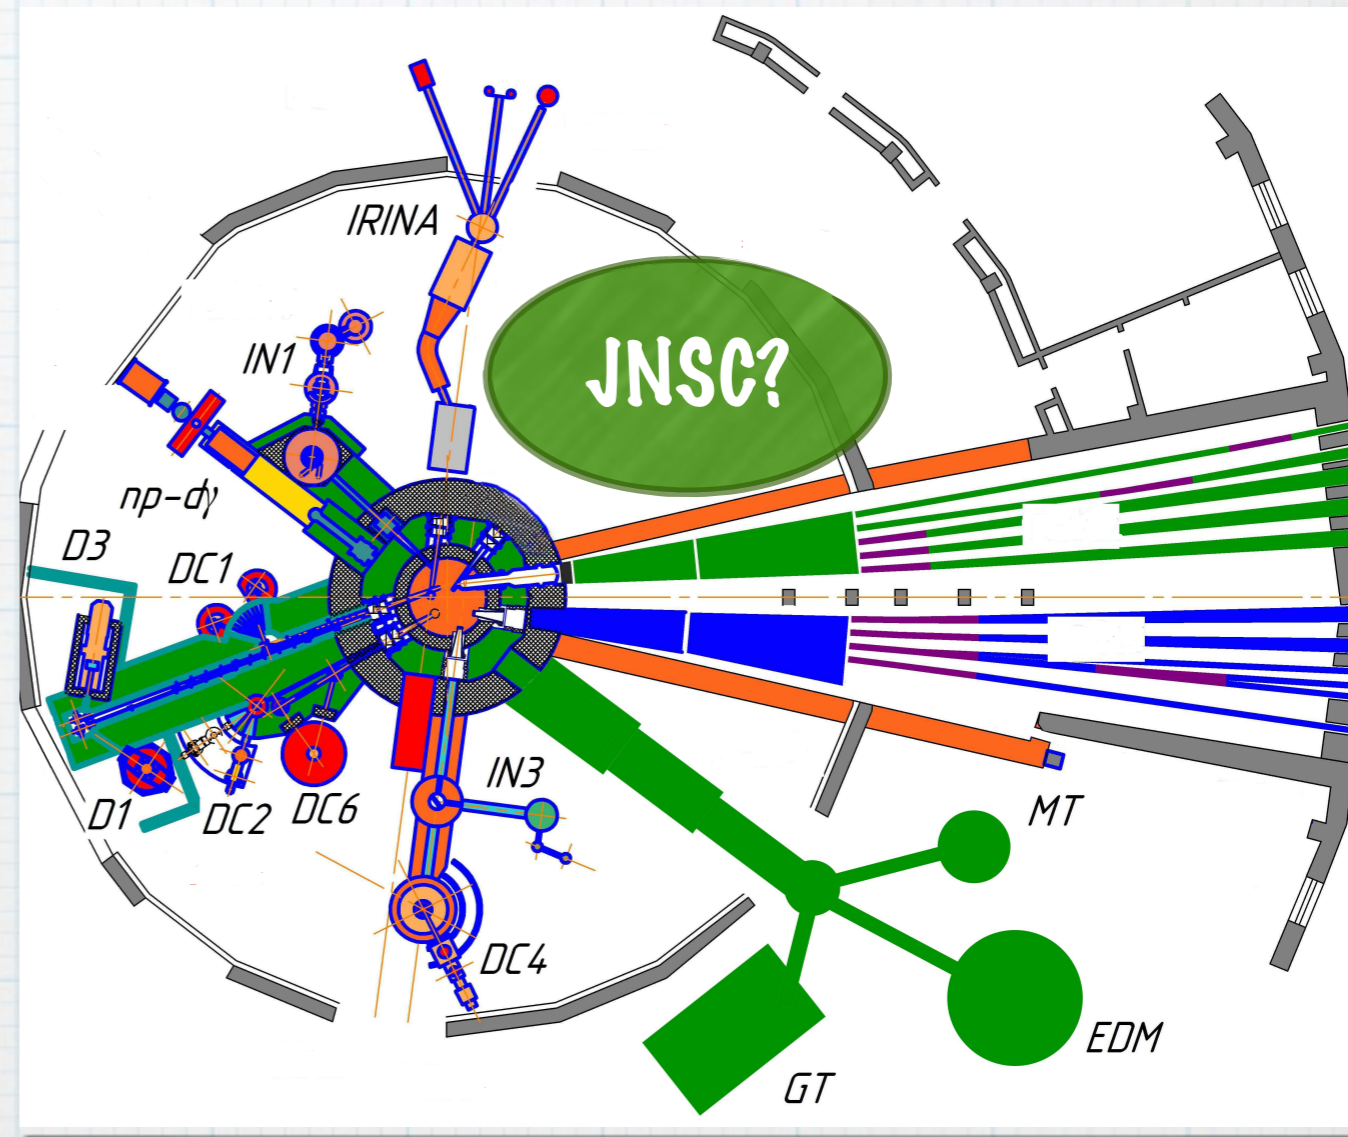 IRINA
JNSC?
IN1
np-dγ
D3
DC1
D1
DC2
DC6
IN3
MT
DC4
EDM
GT